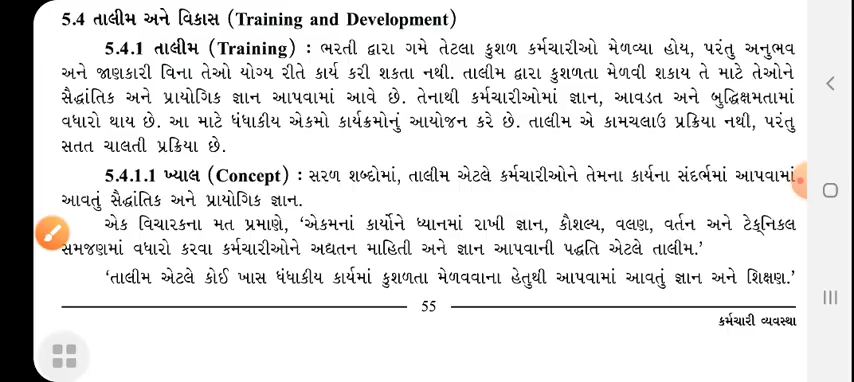 5.4 તાલીમ અને વિકાસ (Training and Development)
5.4.1 તાલીમ (Training) : ભરતી દ્વારા ગમે તેટલા કુશળ કર્મચારીઓ મેળવ્યા હોય, પરંતુ અનુભવ
અને જાણકારી વિના તેઓ યોગ્ય રીતે કાર્ય કરી શકતા નથી. તાલીમ દ્વારા કુશળતા મેળવી શકાય તે માટે તેઓને
સૈદ્ધાંતિક અને પ્રાયોગિક જ્ઞાન આપવામાં આવે છે. તેનાથી કર્મચારીઓમાં જ્ઞાન, આવડત અને બુદ્ધિક્ષમતામાં
વધારો થાય છે. આ માટે ધંધાકીય એકમો કાર્યક્રમોનું આયોજન કરે છે. તાલીમ એ કામચલાઉ પ્રક્રિયા નથી, પરંતુ
સતત ચાલતી પ્રક્રિયા છે.
5.4.1.1 ખ્યાલ (Concept) : સરળ શબ્દોમાં, તાલીમ એટલે કર્મચારીઓને તેમના કાર્યના સંદર્ભમાં આપવામાં
આવતું સૈદ્ધાંતિક અને પ્રાયોગિક જ્ઞાન.
એક વિચારકના મત પ્રમાણે, ‘એકમનાં કાર્યોને ધ્યાનમાં રાખી જ્ઞાન, કૌશલ્ય, વલણ, વર્તન અને ટેક્‌નિકલ
સમજણમાં વધારો કરવા કર્મચારીઓને અદ્યતન માહિતી અને જ્ઞાન આપવાની પદ્ધતિ એટલે તાલીમ.’
‘તાલીમ એટલે કોઈ ખાસ ધંધાકીય કાર્યમાં કુશળતા મેળવવાના હેતુથી આપવામાં આવતું જ્ઞાન અને શિક્ષણ.’
55
કર્મચારી વ્યવસ્થા